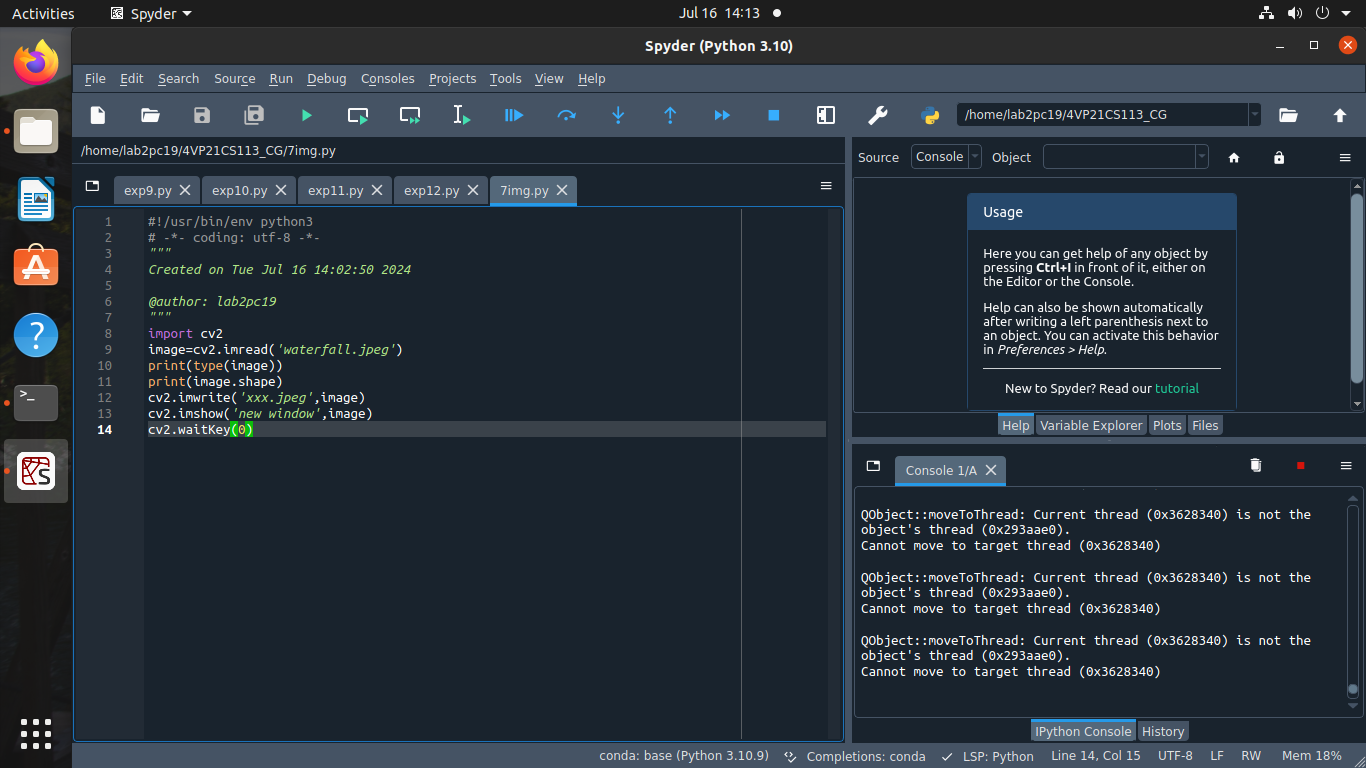 Activities
Spyder
Jul 16 14:13
Spyder (Python 3.10)
File Edit Search Source Run Debug Consoles Projects Tools View Help
/home/lab2pc19/4VP21CS113_CG
/home/lab2pc19/4VP21CS113_CG/7img.py
exp9.py exp10.py exp11.py exp12.py 7img.py
1 #!/usr/bin/env python3
2 # -*- coding: utf-8 -*-
3 """
4 Created on Tue Jul 16 14:02:50 2024
5
6 @author: lab2pc19
7 """
8 import cv2
9 image=cv2.imread('waterfall.jpeg')
10 print(type(image))
11 print(image.shape)
12 cv2.imwrite('xxx.jpeg',image)
13 cv2.imshow('new window',image)
14 cv2.waitKey(0)
Source Console Object
Usage
Here you can get help of any object by
pressing Ctrl+I in front of it, either on
the Editor or the Console.
Help can also be shown automatically
after writing a left parenthesis next to
an object. You can activate this behavior
in Preferences > Help.
New to Spyder? Read our tutorial
Help Variable Explorer Plots Files
Console 1/A
QObject::moveToThread: Current thread (0x3628340) is not the
object's thread (0x293aae0).
Cannot move to target thread (0x3628340)
QObject::moveToThread: Current thread (0x3628340) is not the
object's thread (0x293aae0).
Cannot move to target thread (0x3628340)
QObject::moveToThread: Current thread (0x3628340) is not the
object's thread (0x293aae0).
Cannot move to target thread (0x3628340)
IPython Console History
conda: base (Python 3.10.9) Completions: conda LSP: Python Line 14, Col 15 UTF-8 LF RW Mem 18%